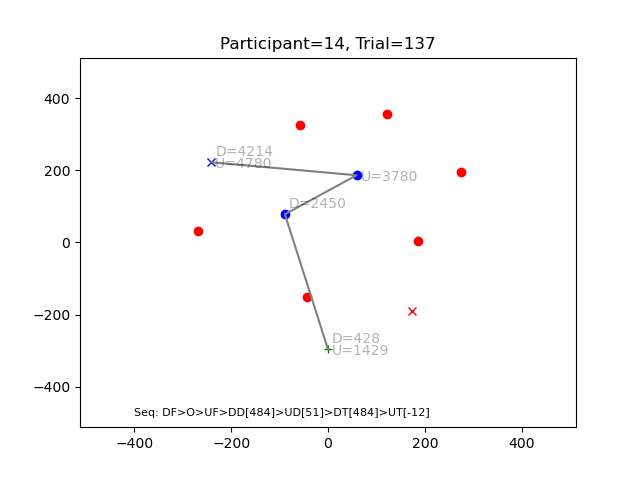 Participant=14, Trial=137
400
200
0
−200
−400
−400
−200
0
200
400
D=4214
U=4780
U=3780
D=2450
D=428
U=1429
Seq: DF>O>UF>DD[484]>UD[51]>DT[484]>UT[-12]